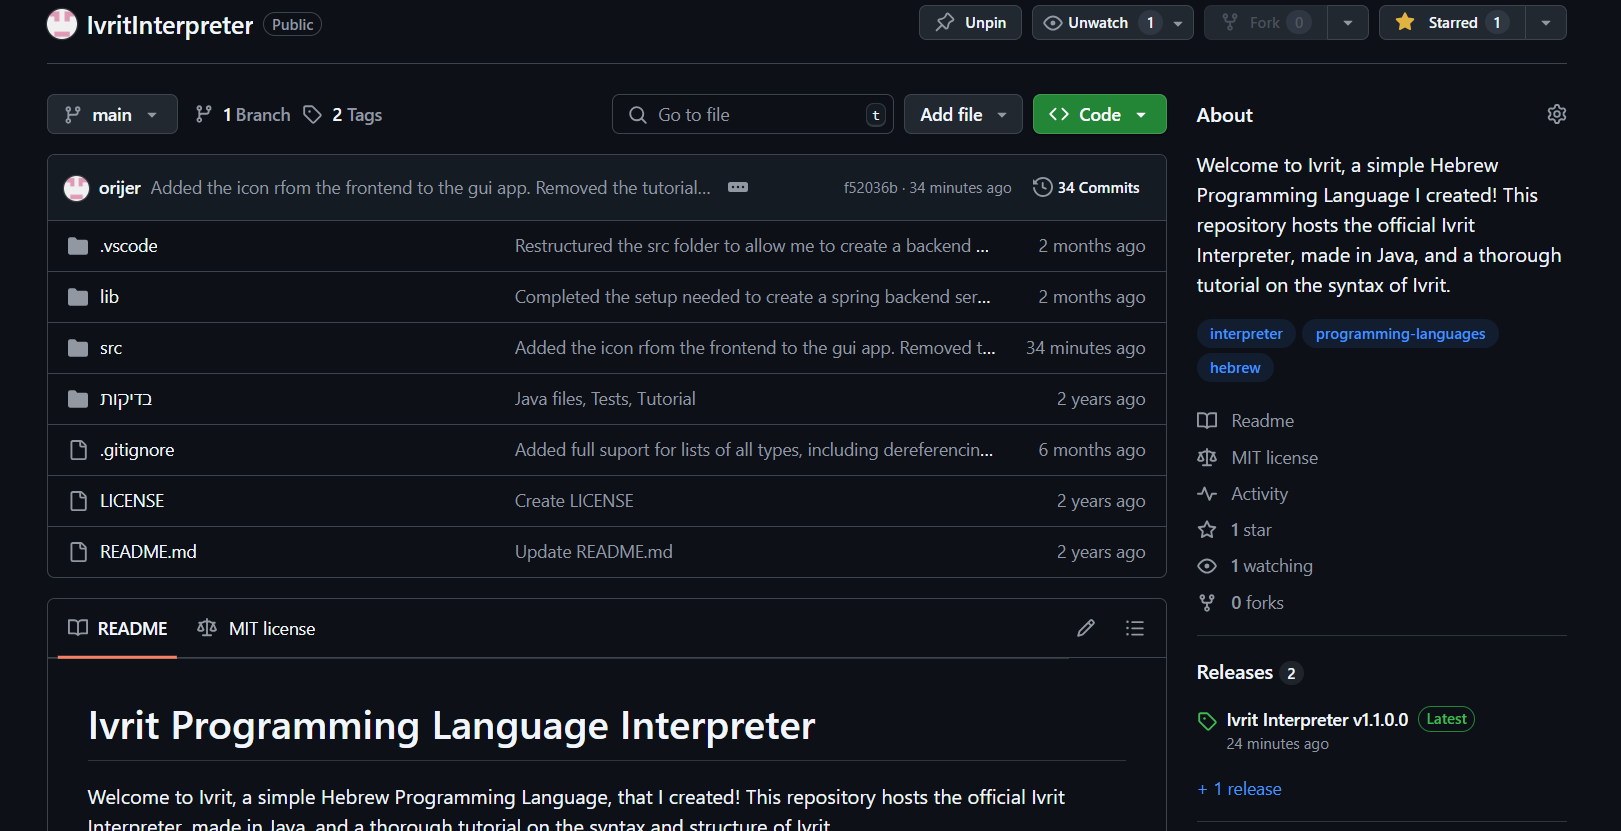 IvritInterpreter Public
Unpin
Unwatch 1
Fork 0
Starred 1
main
1 Branch
2 Tags
Go to file
t
Add file
Code
orijer Added the icon rfom the frontend to the gui app. Removed the tutorial... f52036b · 34 minutes ago 34 Commits
.vscode Restructured the src folder to allow me to create a backend ... 2 months ago
lib Completed the setup needed to create a spring backend ser... 2 months ago
src Added the icon rfom the frontend to the gui app. Removed t... 34 minutes ago
בדיקות Java files, Tests, Tutorial 2 years ago
.gitignore Added full suport for lists of all types, including dereferencin... 6 months ago
LICENSE Create LICENSE 2 years ago
README.md Update README.md 2 years ago
README MIT license
Ivrit Programming Language Interpreter
Welcome to Ivrit, a simple Hebrew Programming Language, that I created! This repository hosts the official Ivrit
Interpreter, made in Java, and a thorough tutorial on the syntax and structure of Ivrit.
About
Welcome to Ivrit, a simple Hebrew
Programming Language I created! This
repository hosts the official Ivrit
Interpreter, made in Java, and a thorough
tutorial on the syntax of Ivrit.
interpreter programming-languages
hebrew
Readme
MIT license
Activity
1 star
1 watching
0 forks
Releases 2
Ivrit Interpreter v1.1.0.0 Latest
24 minutes ago
+ 1 release